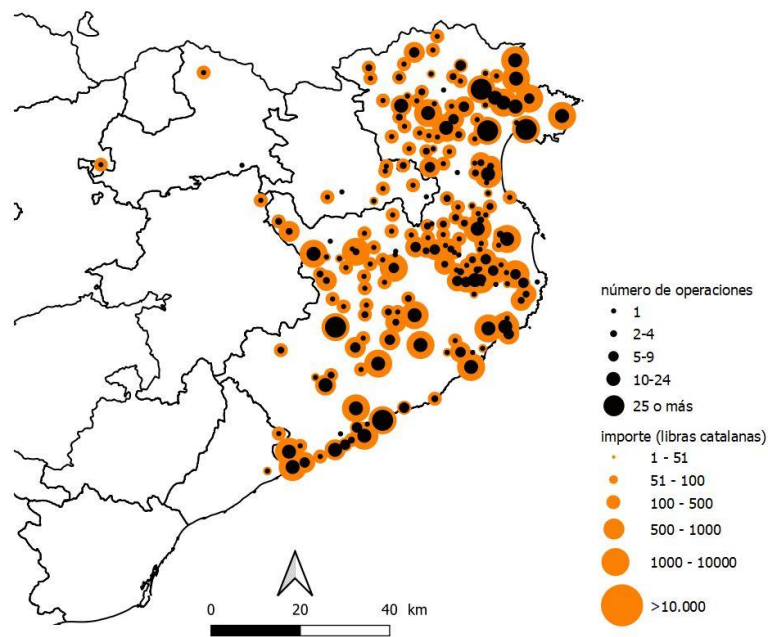 número de operaciones
1
2-4
5-9
10-24
25 o más
importe (libras catalanas)
1 - 51
51 - 100
100 - 500
500 - 1000
1000 - 10000
>10.000
0 20 40 km